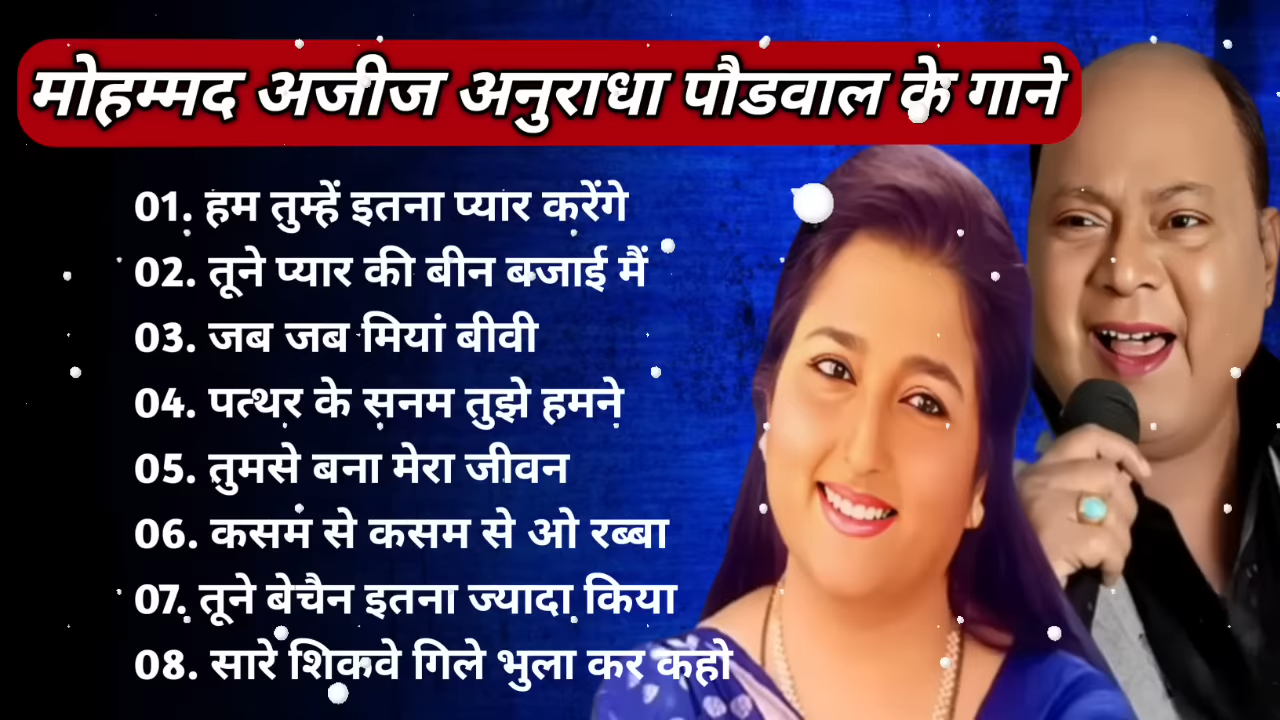 मोहम्मद अजीज अनुराधा पौडवाल के गाने
01. हम तुम्हें इतना प्यार करेंगे
02. तूने प्यार की बीन बजाई मैं
03. जब जब मियां बीवी
04. पत्थर के सनम तुझे हमने
05. तुमसे बना मेरा जीवन
06. कसम से कसम से ओ रब्बा
07. तूने बेचैन इतना ज्यादा किया
08. सारे शिकवे गिले भुला कर कहो